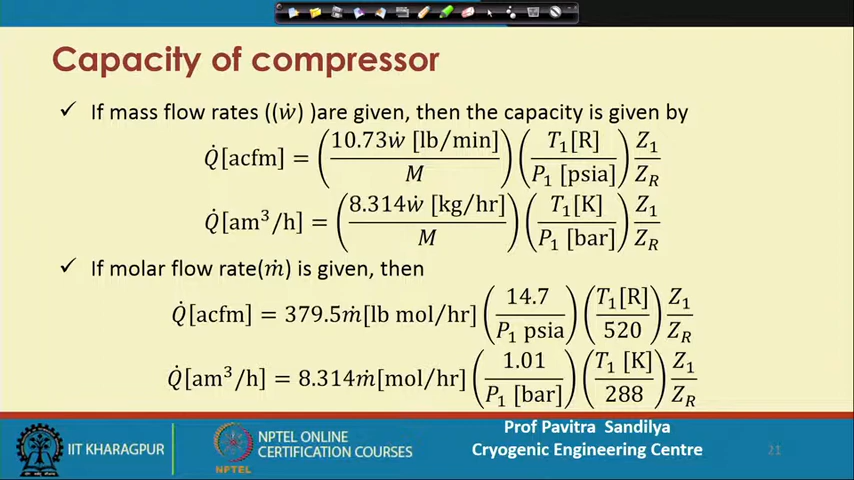 Capacity of compressor
✓ If mass flow rates ((ẇ) )are given, then the capacity is given by
Q̇[acfm] = (10.73ẇ [lb/min] / M) (T₁[R] / P₁ [psia]) Z₁/Z_R
Q̇[am³/h] = (8.314ẇ [kg/hr] / M) (T₁[K] / P₁ [bar]) Z₁/Z_R
✓ If molar flow rate(ṁ) is given, then
Q̇[acfm] = 379.5ṁ[lb mol/hr] (14.7 / P₁ psia) (T₁[R] / 520) Z₁/Z_R
Q̇[am³/h] = 8.314ṁ[mol/hr] (1.01 / P₁ [bar]) (T₁ [K] / 288) Z₁/Z_R
IIT KHARAGPUR
NPTEL
NPTEL ONLINE
CERTIFICATION COURSES
Prof Pavitra Sandilya
Cryogenic Engineering Centre
21